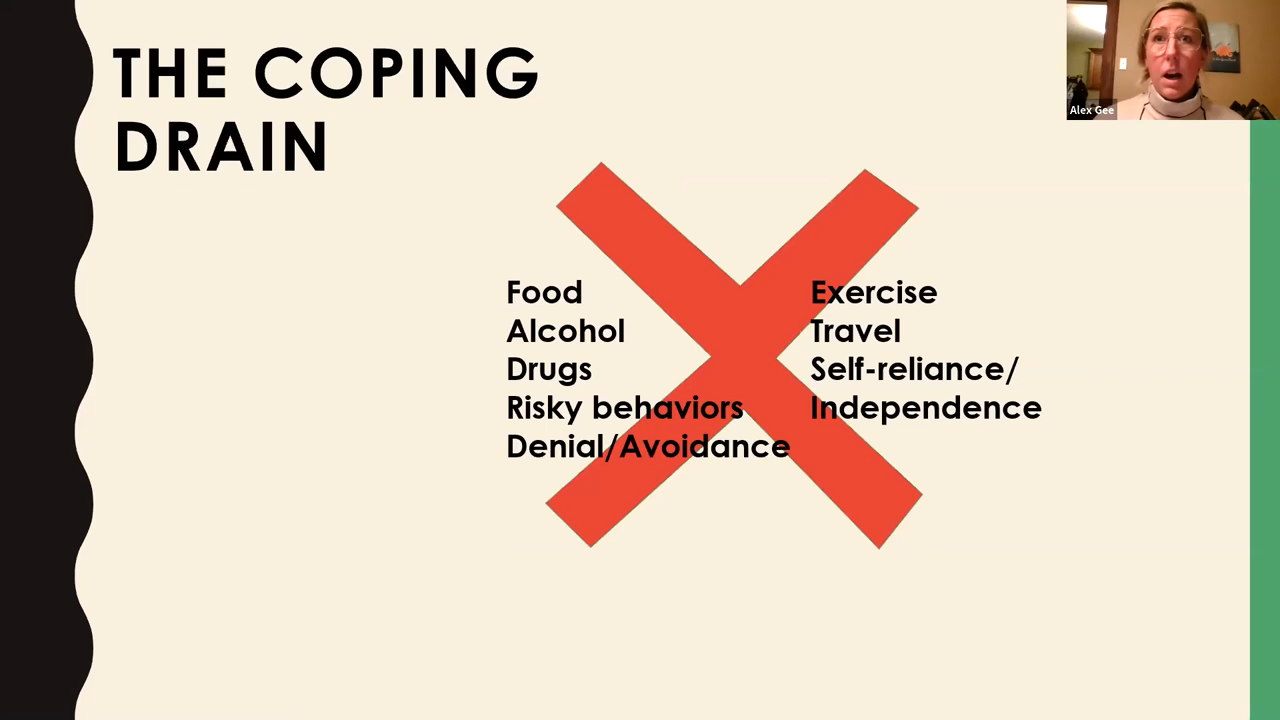 THE COPING
DRAIN
Alex Gee
Food
Alcohol
Drugs
Risky behaviors
Denial/Avoidance
Exercise
Travel
Self-reliance/
Independence